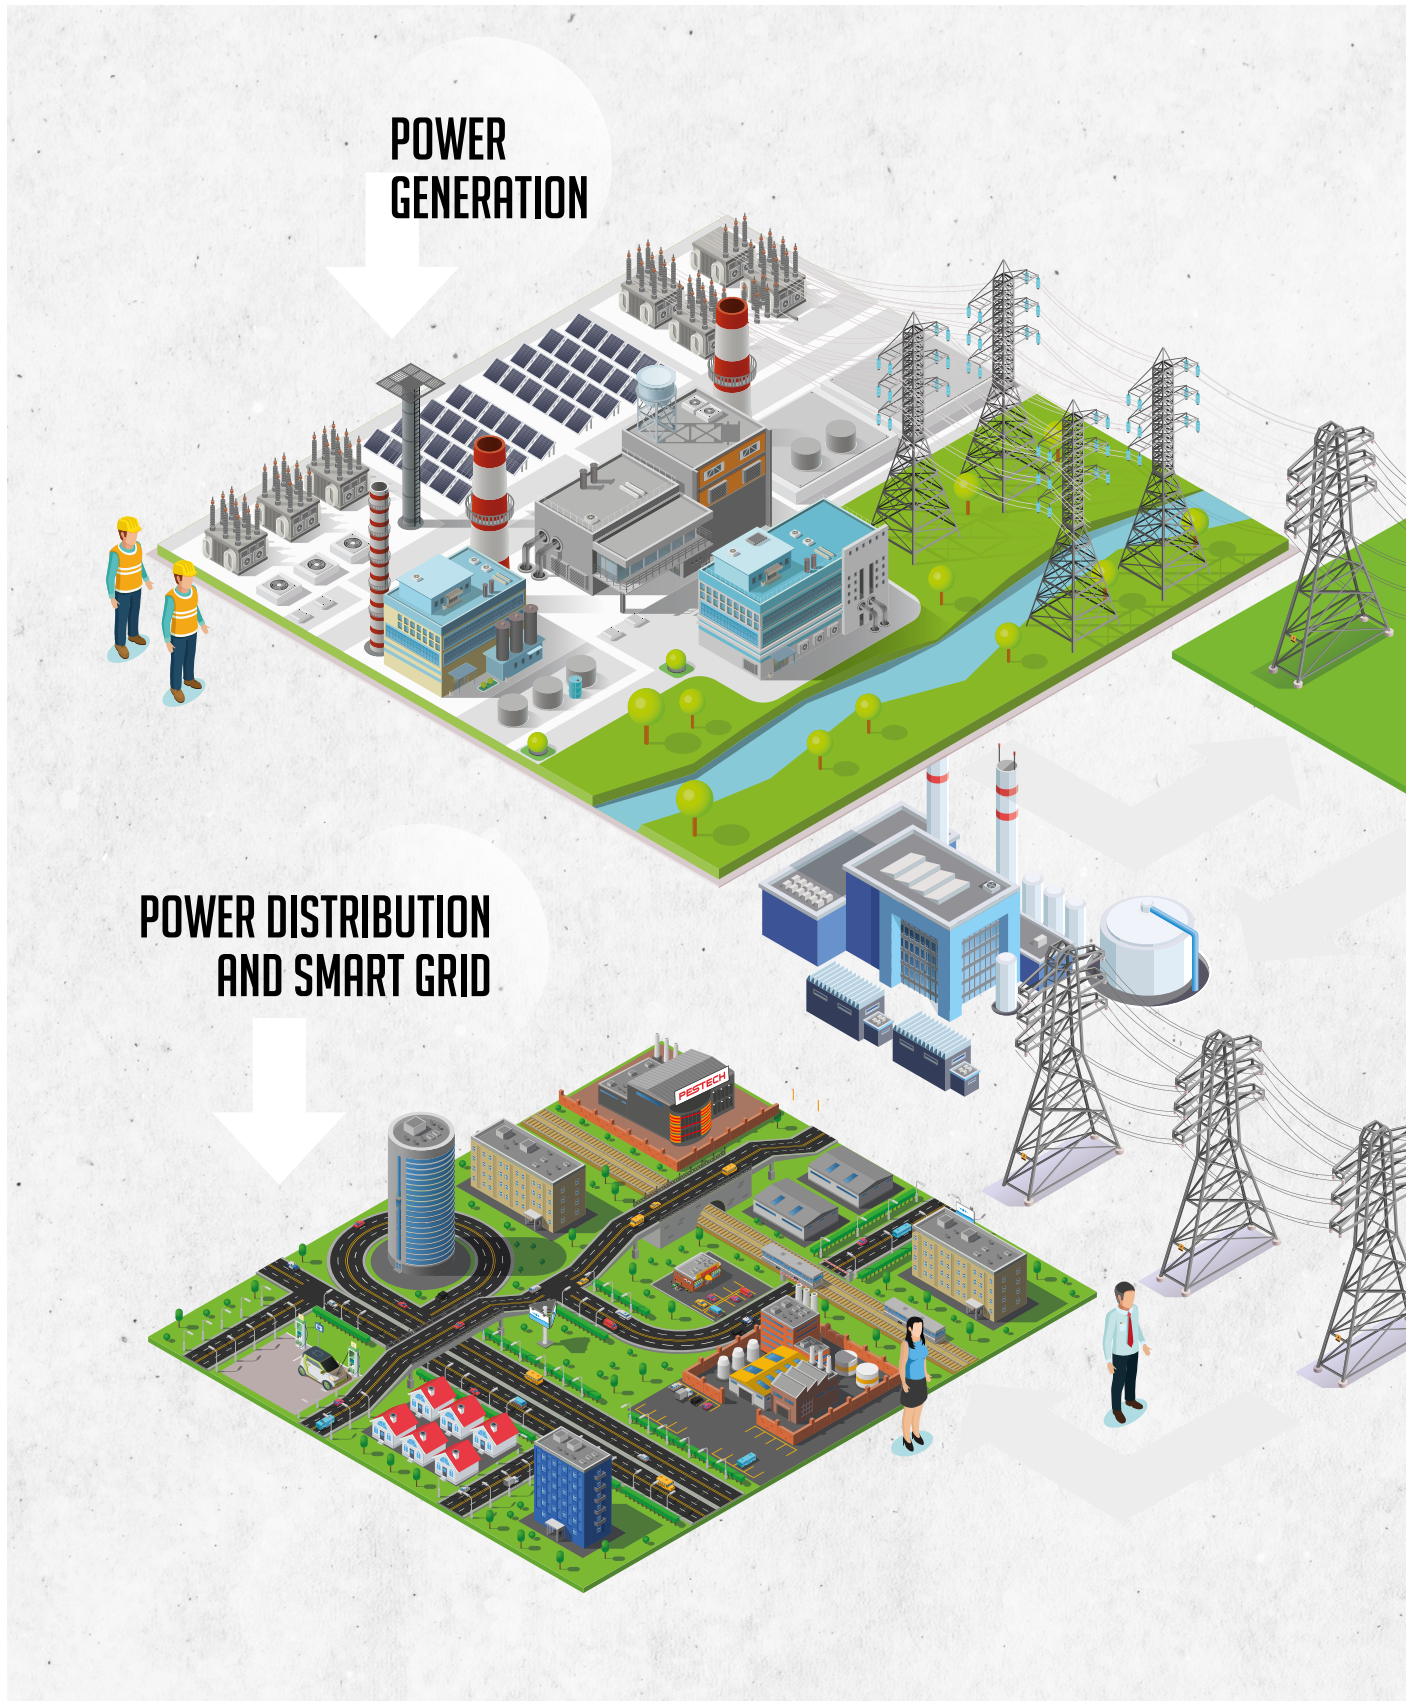 POWER
GENERATION
POWER DISTRIBUTION
AND SMART GRID
PESTECH